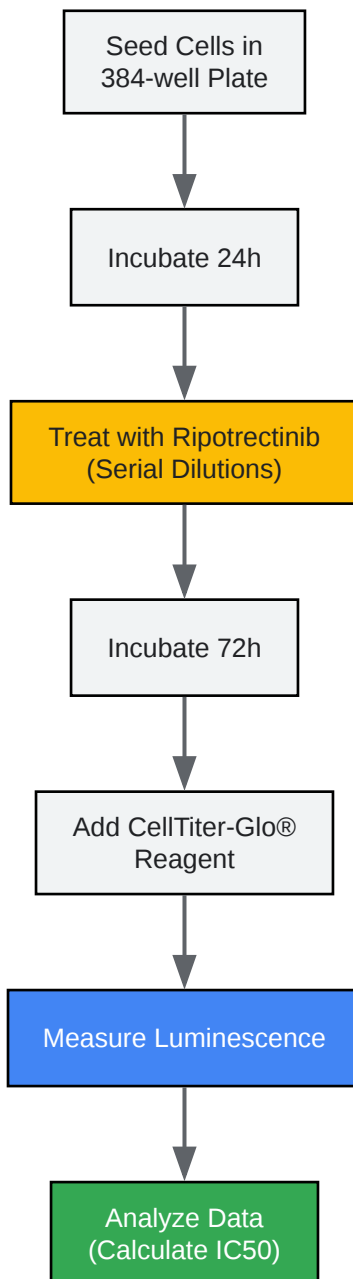 Seed Cells in
384-well Plate
Incubate 24h
Treat with Ripotrectinib
(Serial Dilutions)
Incubate 72h
Add CellTiter-Glo®
Reagent
Measure Luminescence
Analyze Data
(Calculate IC50)